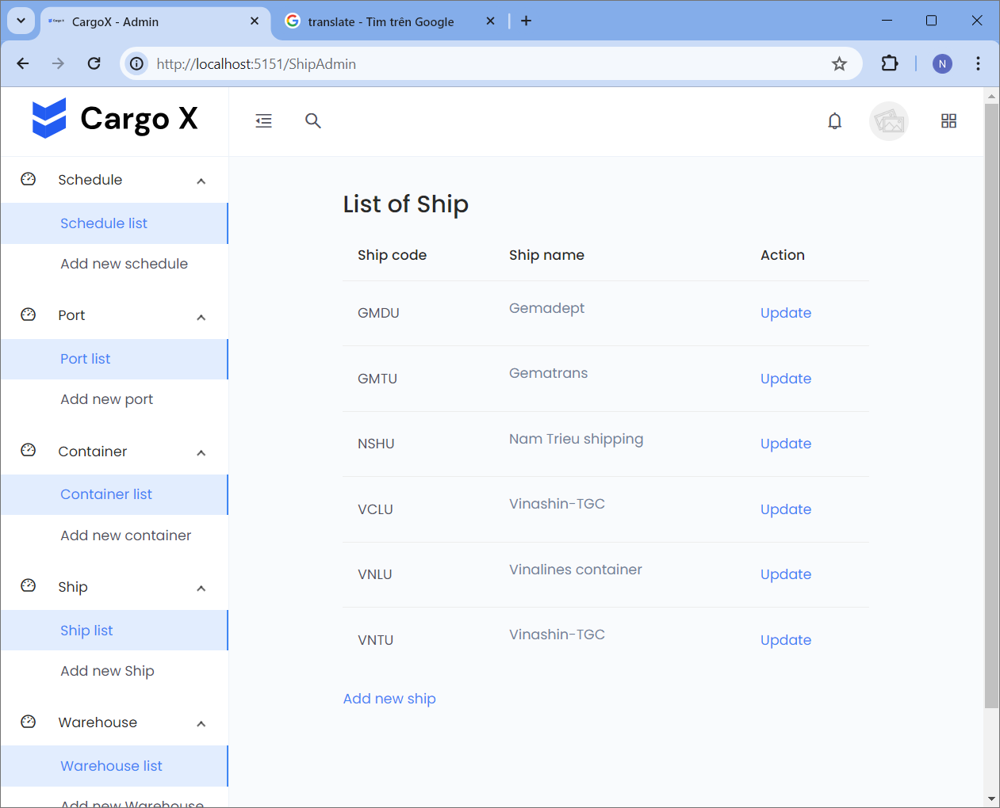 CargoX - Admin
translate - Tìm trên Google
http://localhost:5151/ShipAdmin
N
Cargo X
Schedule
Schedule list
Add new schedule
Port
Port list
Add new port
Container
Container list
Add new container
Ship
Ship list
Add new Ship
Warehouse
Warehouse list
Add new Warehouse
List of Ship
Ship code Ship name Action
GMDU Gemadept Update
GMTU Gematrans Update
NSHU Nam Trieu shipping Update
VCLU Vinashin-TGC Update
VNLU Vinalines container Update
VNTU Vinashin-TGC Update
Add new ship